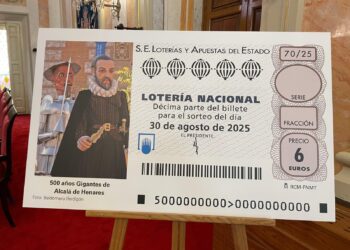 S.E. LOTERÍAS Y APUESTAS DEL ESTADO
70/25
LOTERÍA NACIONAL
Décima parte del billete
para el sorteo del día
30 de agosto de 2025
EL PRESIDENTE
SERIE
FRACCIÓN
PRECIO
6
EUROS
500 años Gigantes de
Alcalá de Henares
5000000000>0000000000